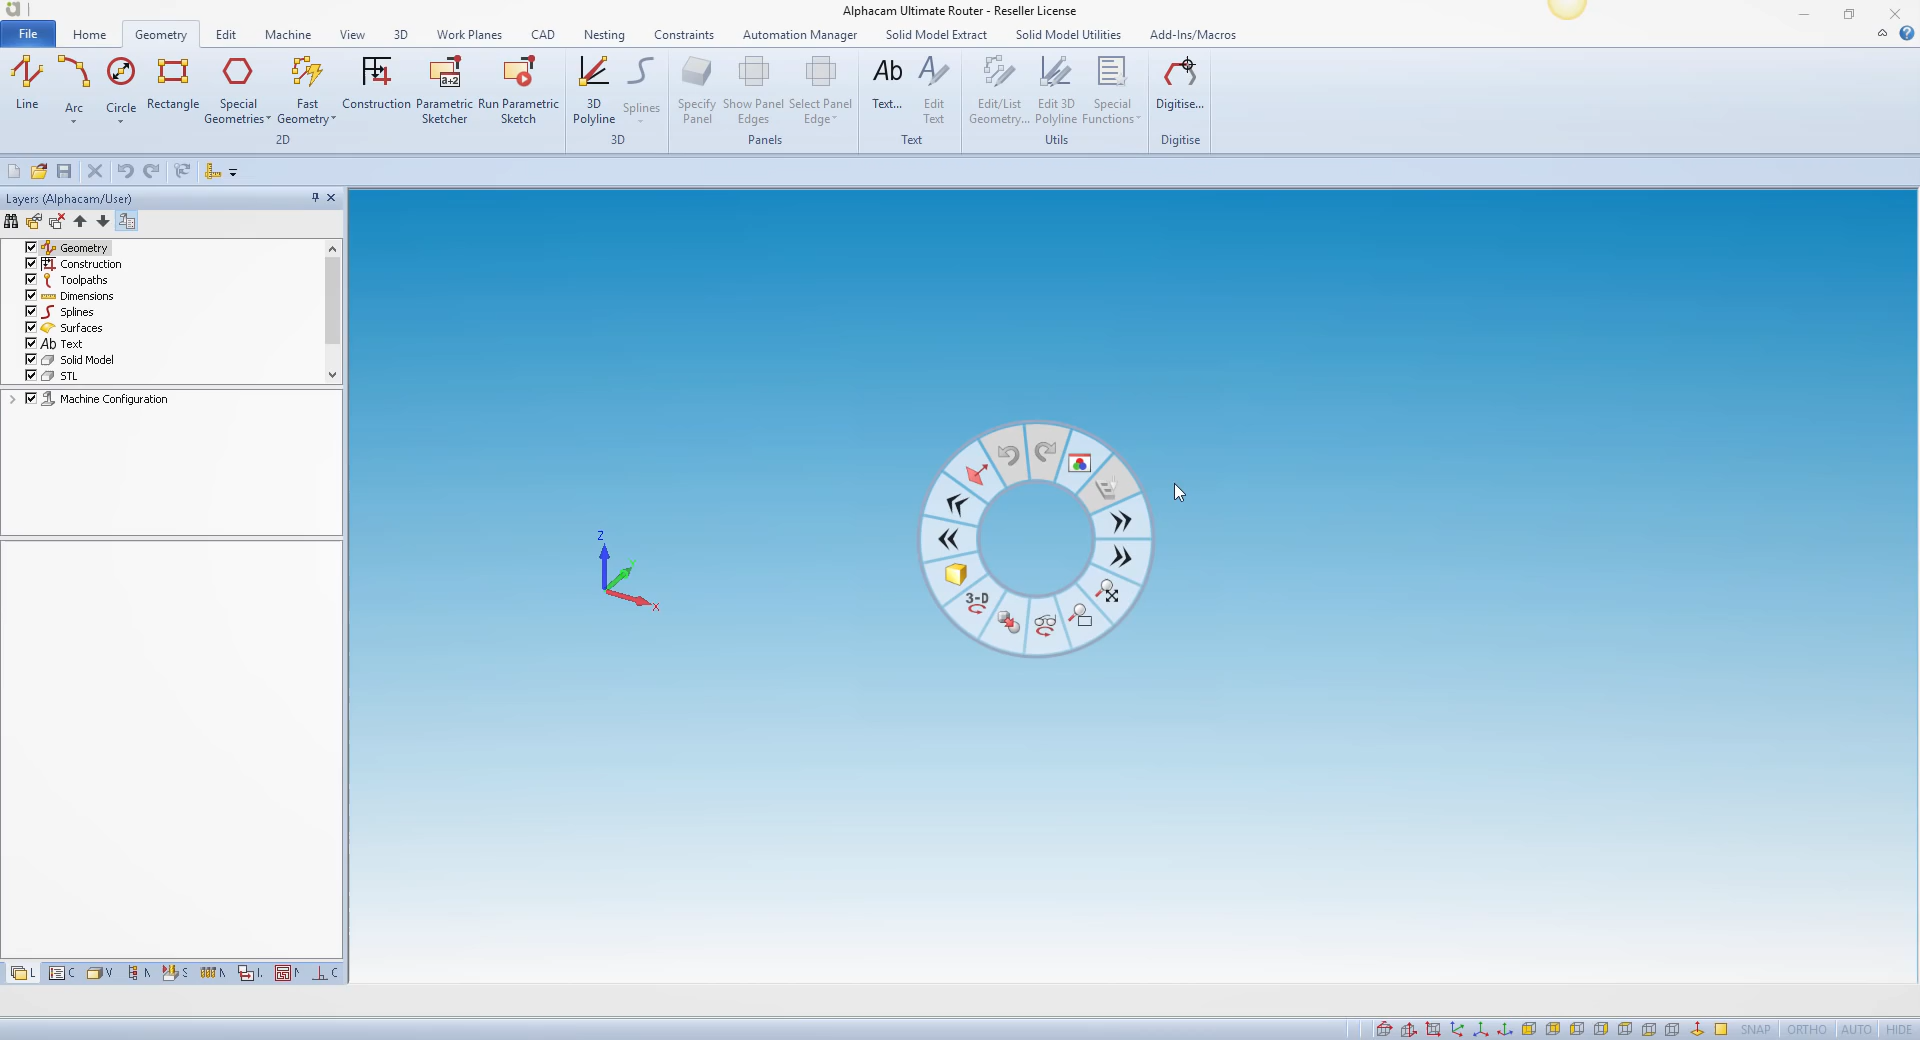 Alphacam Ultimate Router - Reseller License
File Home Geometry Edit Machine View 3D Work Planes CAD Nesting Constraints Automation Manager Solid Model Extract Solid Model Utilities Add-Ins/Macros
Line Arc Circle Rectangle Special Geometries Fast Geometry Construction Parametric Sketcher Run Parametric Sketch 3D Polyline Splines Specify Panel Show Panel Edges Select Panel Edge Text... Edit Text Edit/List Geometry... Edit 3D Polyline Special Functions Digitise...
2D 3D Panels Text Utils Digitise
Layers (Alphacam/User)
Geometry
Construction
Toolpaths
Dimensions
Splines
Surfaces
Ab Text
Solid Model
STL
Machine Configuration
Z
Y
X
3-D
L C V N S N I. N C
SNAP ORTHO AUTO HIDE